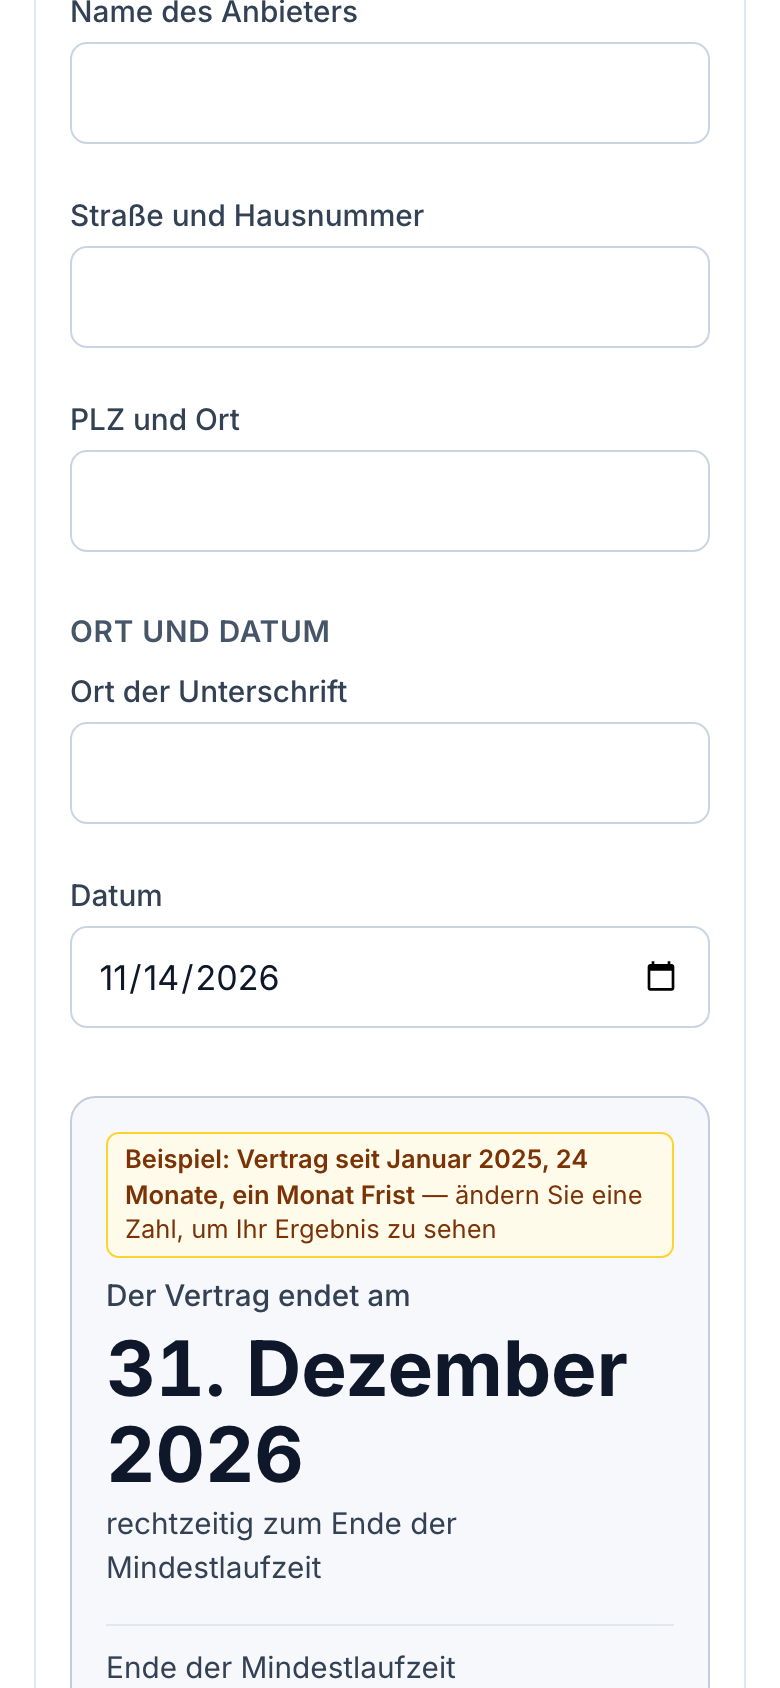 Name des Anbieters
Straße und Hausnummer
PLZ und Ort
ORT UND DATUM
Ort der Unterschrift
Datum
11/14/2026
Beispiel: Vertrag seit Januar 2025, 24
Monate, ein Monat Frist — ändern Sie eine
Zahl, um Ihr Ergebnis zu sehen
Der Vertrag endet am
31. Dezember
2026
rechtzeitig zum Ende der
Mindestlaufzeit
Ende der Mindestlaufzeit